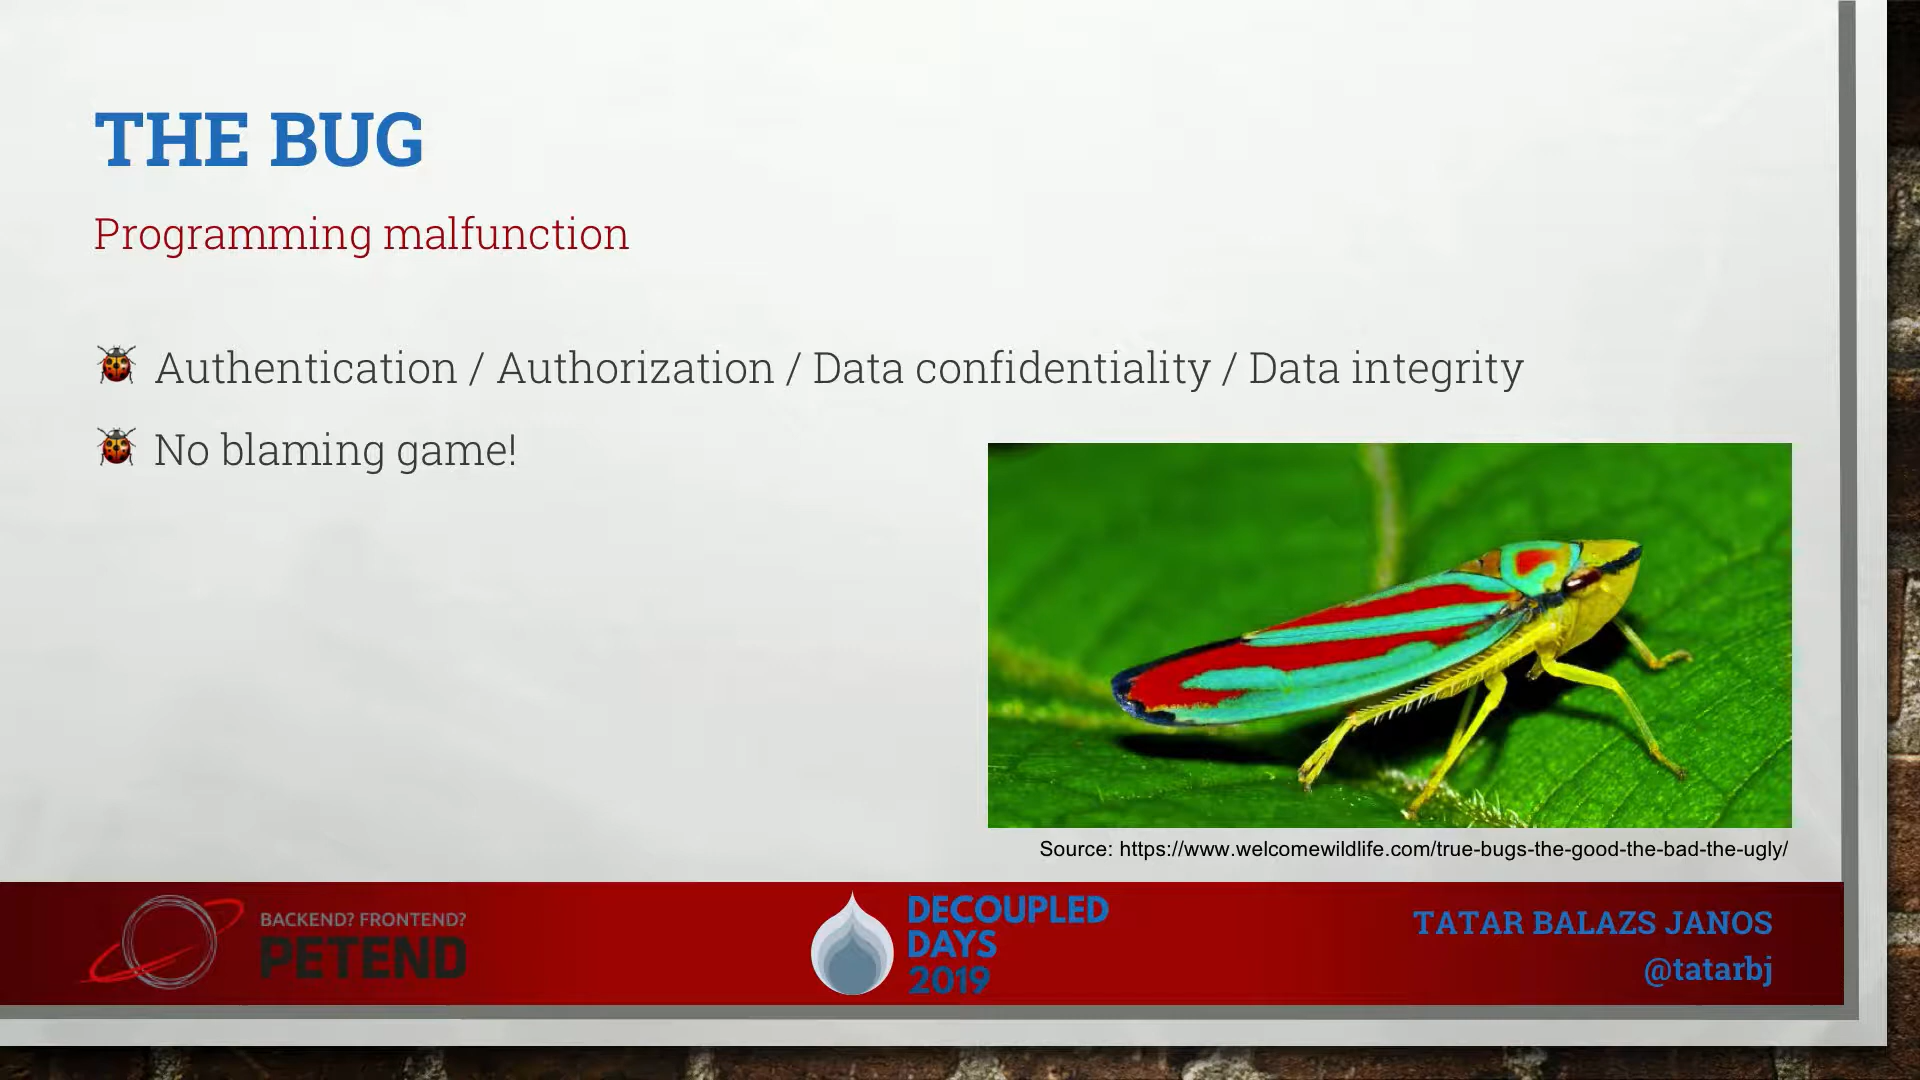 THE BUG
Programming malfunction
Authentication / Authorization / Data confidentiality / Data integrity
No blaming game!
Source: https://www.welcomewildlife.com/true-bugs-the-good-the-bad-the-ugly/
BACKEND? FRONTEND?
PETEND
DECOUPLED
DAYS
2019
TATAR BALAZS JANOS
@tatarbj